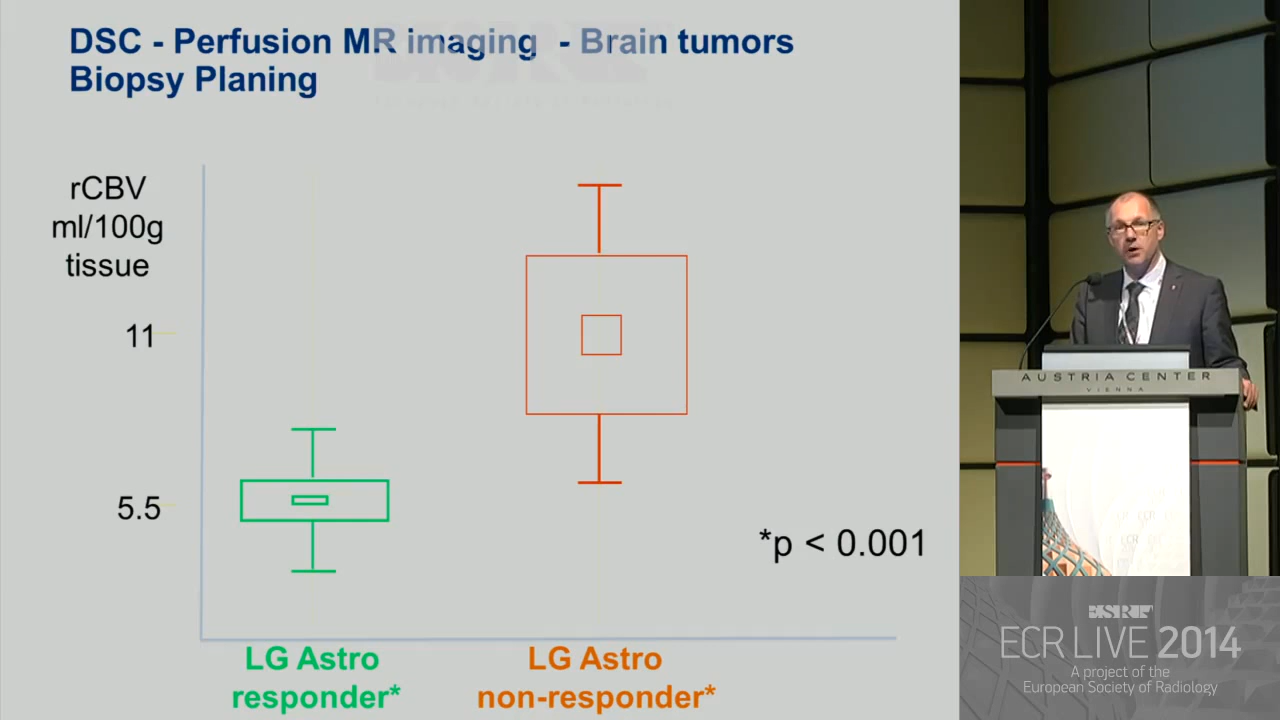 DSC - Perfusion MR imaging - Brain tumors
Biopsy Planing
rCBV
ml/100g
tissue
11
5.5
*p < 0.001
LG Astro
responder*
LG Astro
non-responder*
AUSTRIA CENTER
VIENNA
ECR LIVE 2014
A project of the
European Society of Radiology